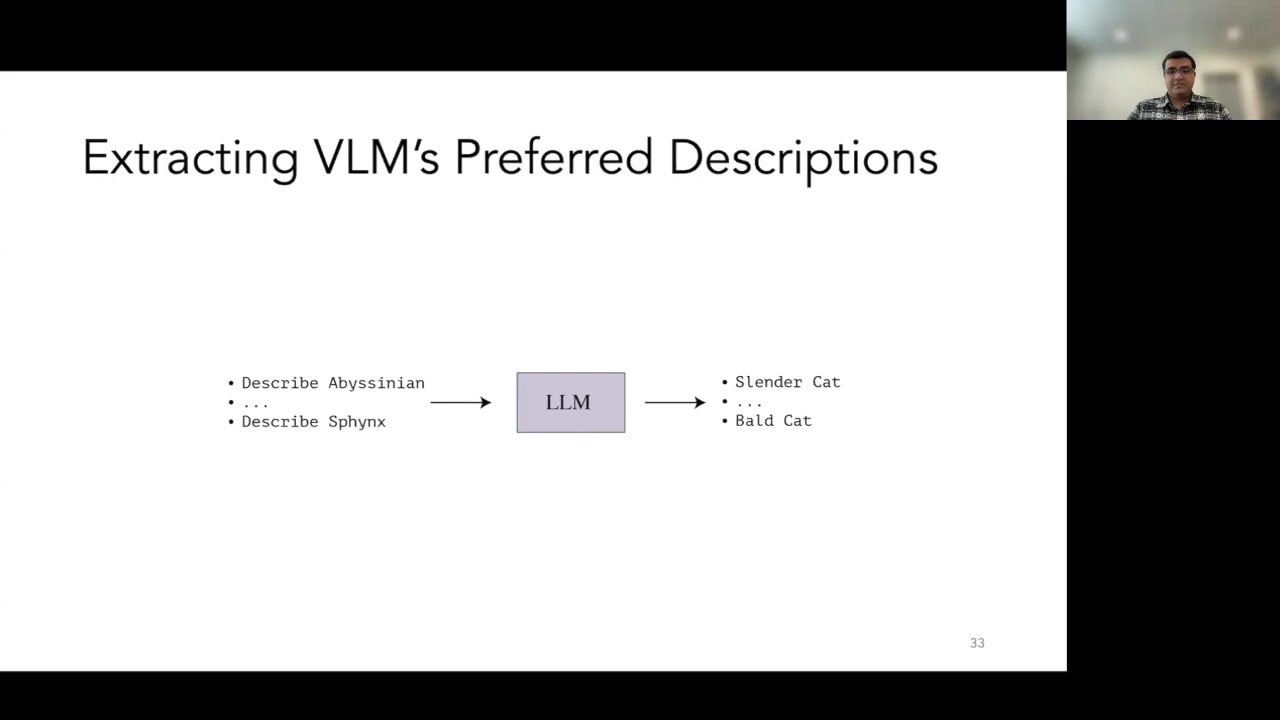 Extracting VLM's Preferred Descriptions
• Describe Abyssinian
• ...
• Describe Sphynx
LLM
• Slender Cat
• ...
• Bald Cat
33